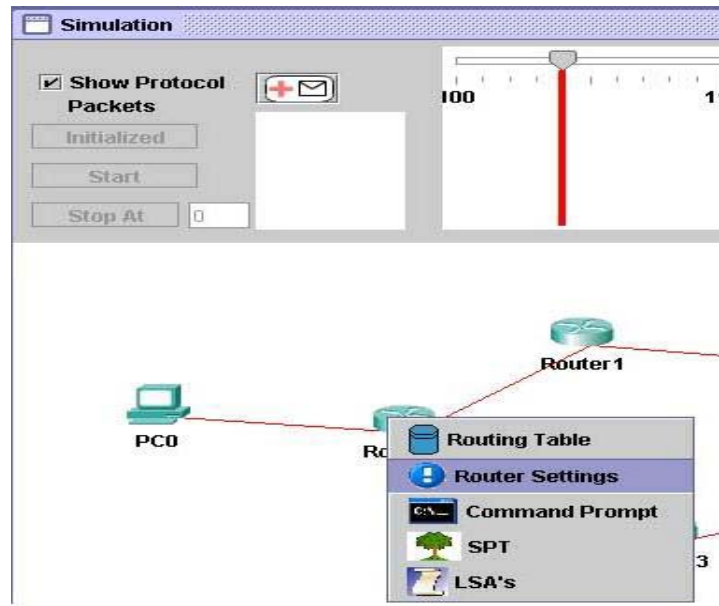 Simulation
Show Protocol
Packets
Initialized
Start
Stop At
0
Router1
PC0
Routing Table
Router Settings
Command Prompt
SPT
LSA's
3